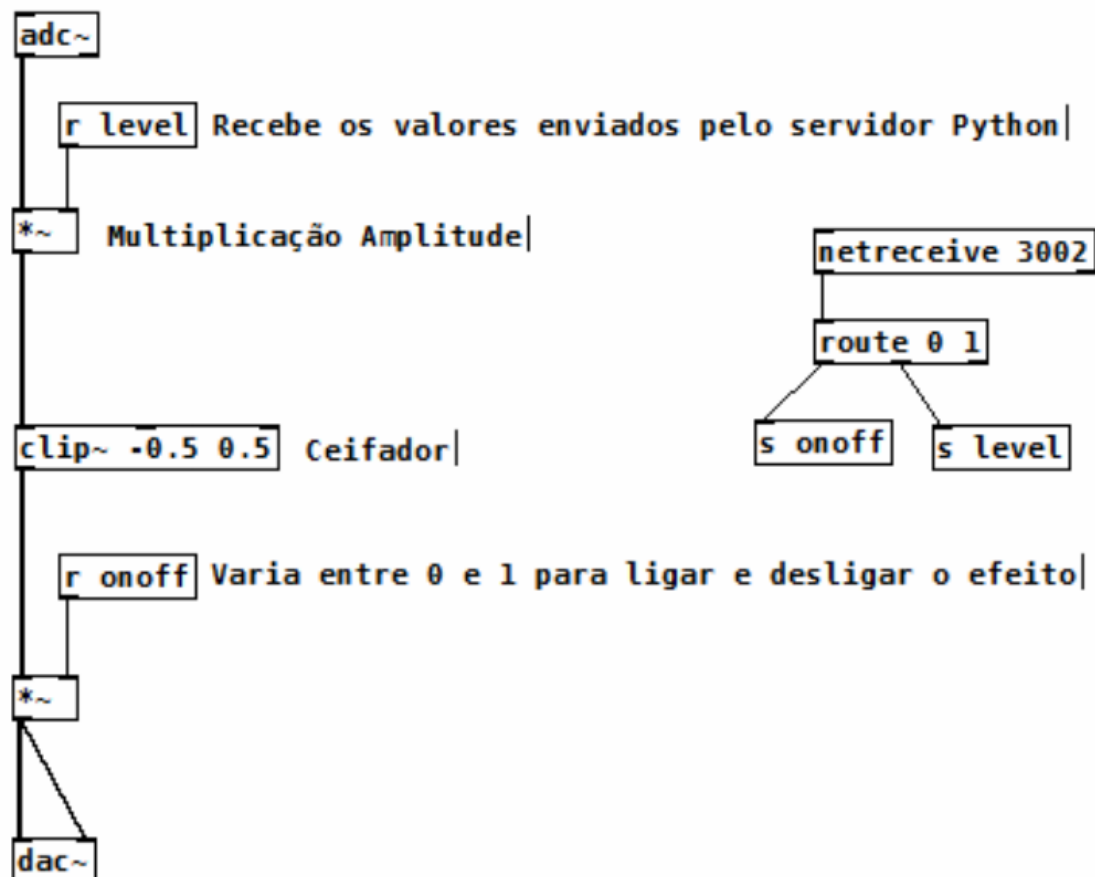 adc~
r level Recebe os valores enviados pelo servidor Python
*~ Multiplicação Amplitude
netreceive 3002
route 0 1
clip~ -0.5 0.5 Ceifador
s onoff
s level
r onoff Varia entre 0 e 1 para ligar e desligar o efeito
*~
dac~